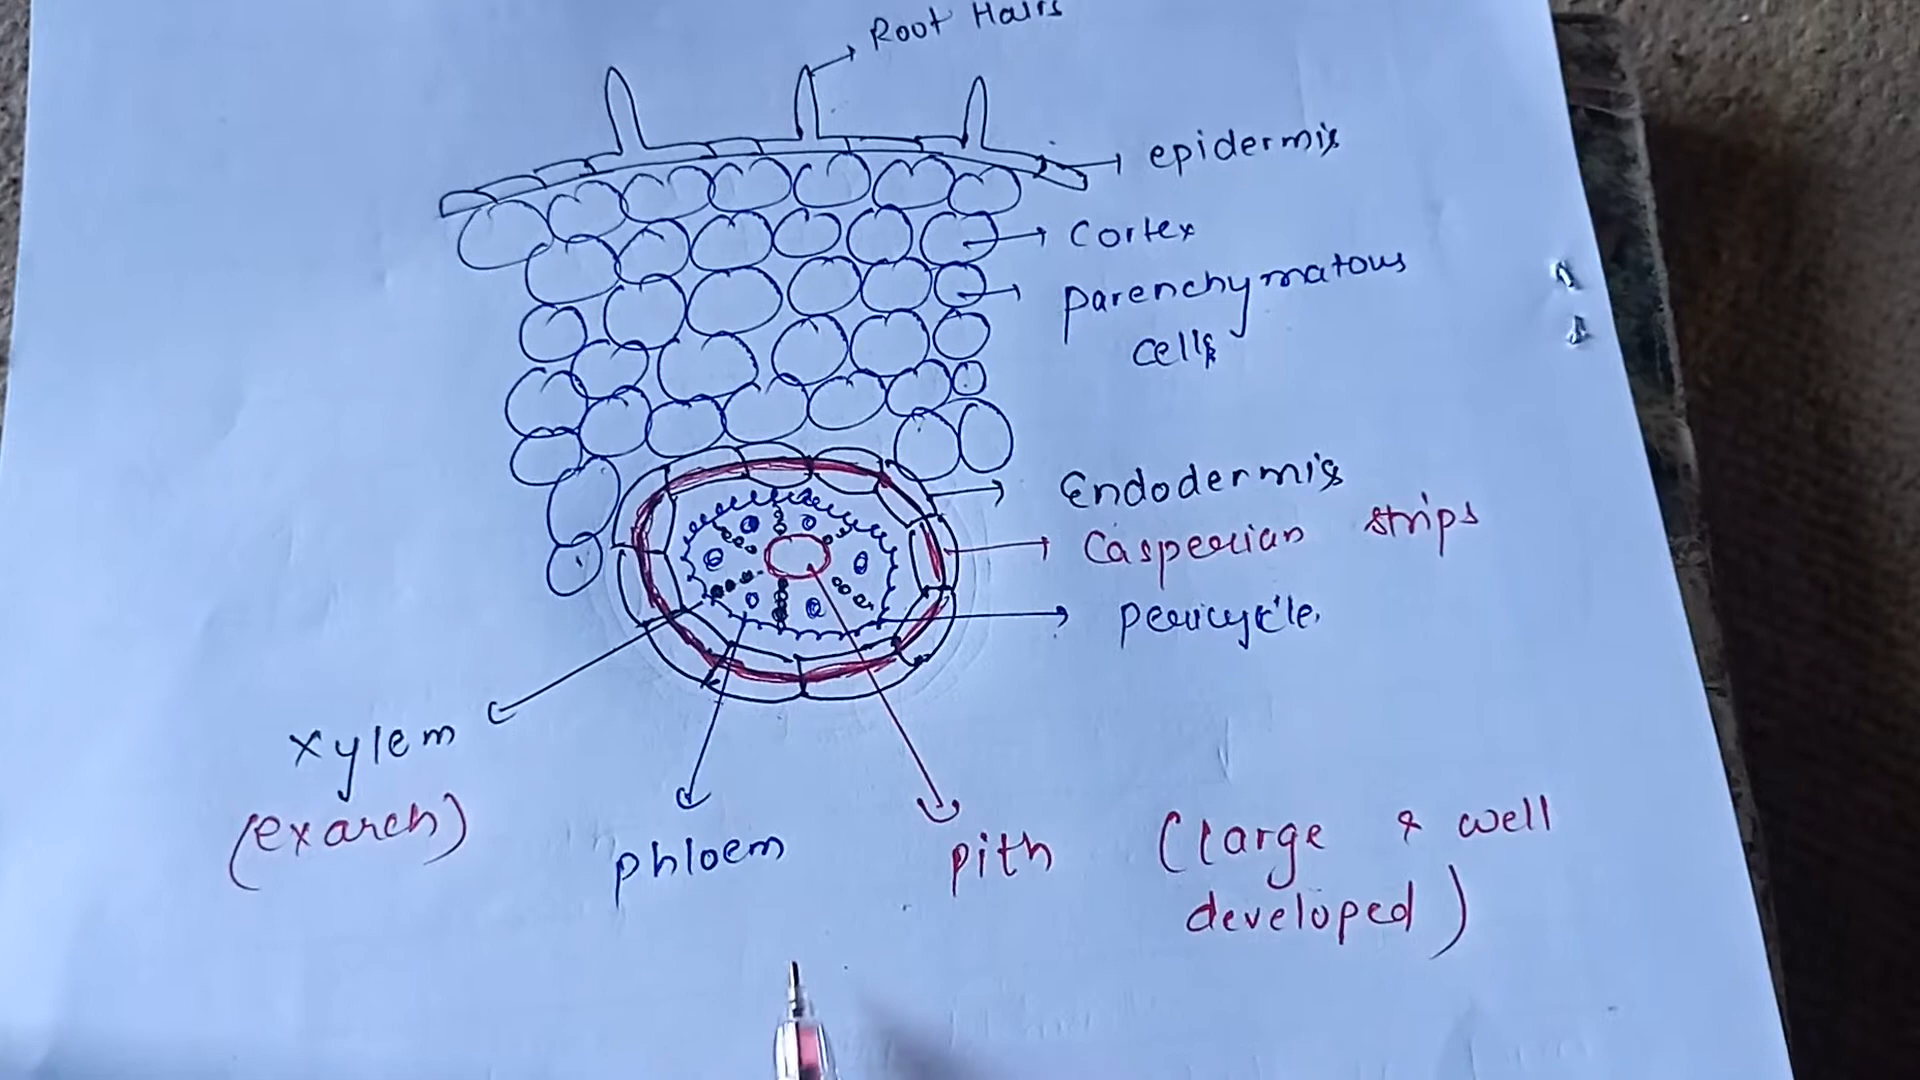 Root Hairs
epidermis
Cortex
parenchymatous
cells
Endodermis
Casperian strips
pericycle.
xylem
(exarch)
phloem
pith (large & well
developed)